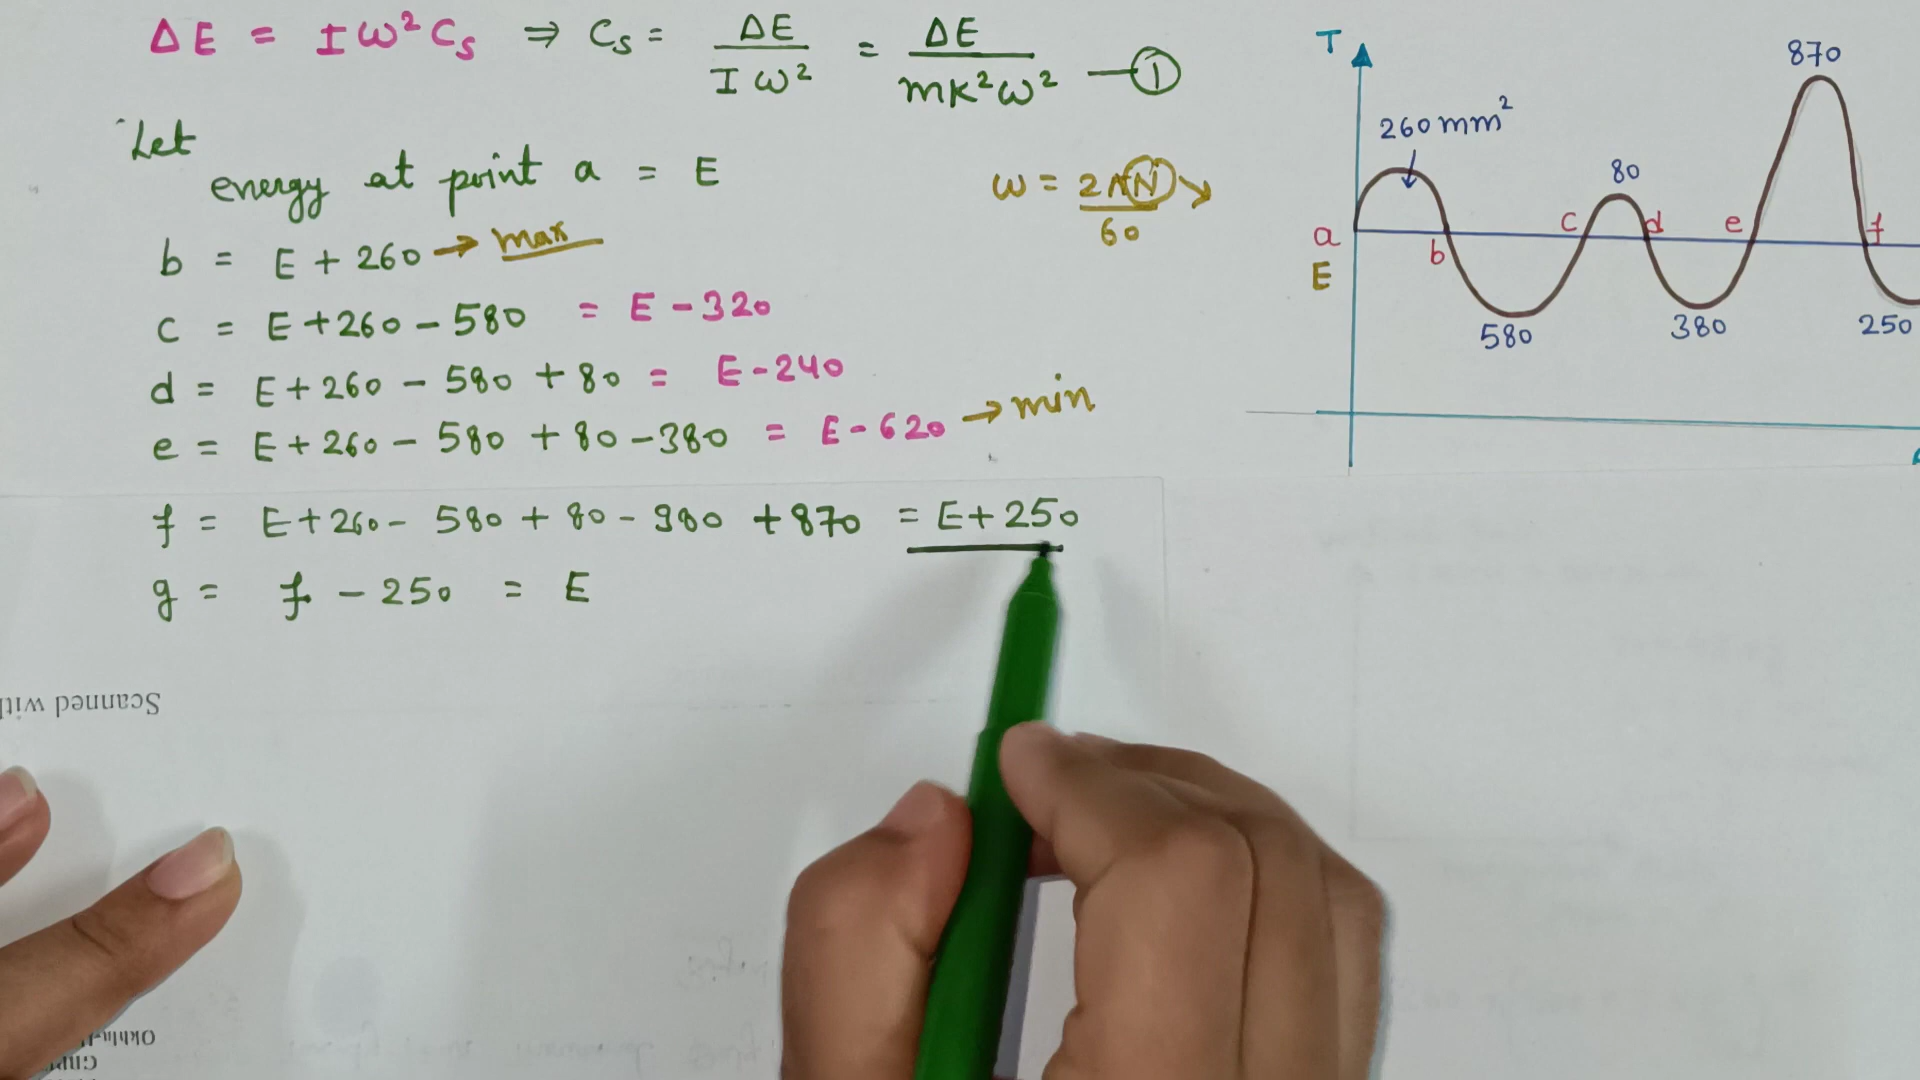 ΔE = Iω²Cs ⇒ Cs = ΔE / Iω² = ΔE / mK²ω² — ①
Let
energy at point a = E
b = E + 260 → max
c = E + 260 - 580 = E - 320
d = E + 260 - 580 + 80 = E - 240
e = E + 260 - 580 + 80 - 380 = E - 620 → min
f = E + 260 - 580 + 80 - 980 + 870 = E + 250
g = f - 250 = E
ω = 2πN / 60
T
870
260 mm²
80
a
b
c
d
e
f
E
580
380
250
Scanned with